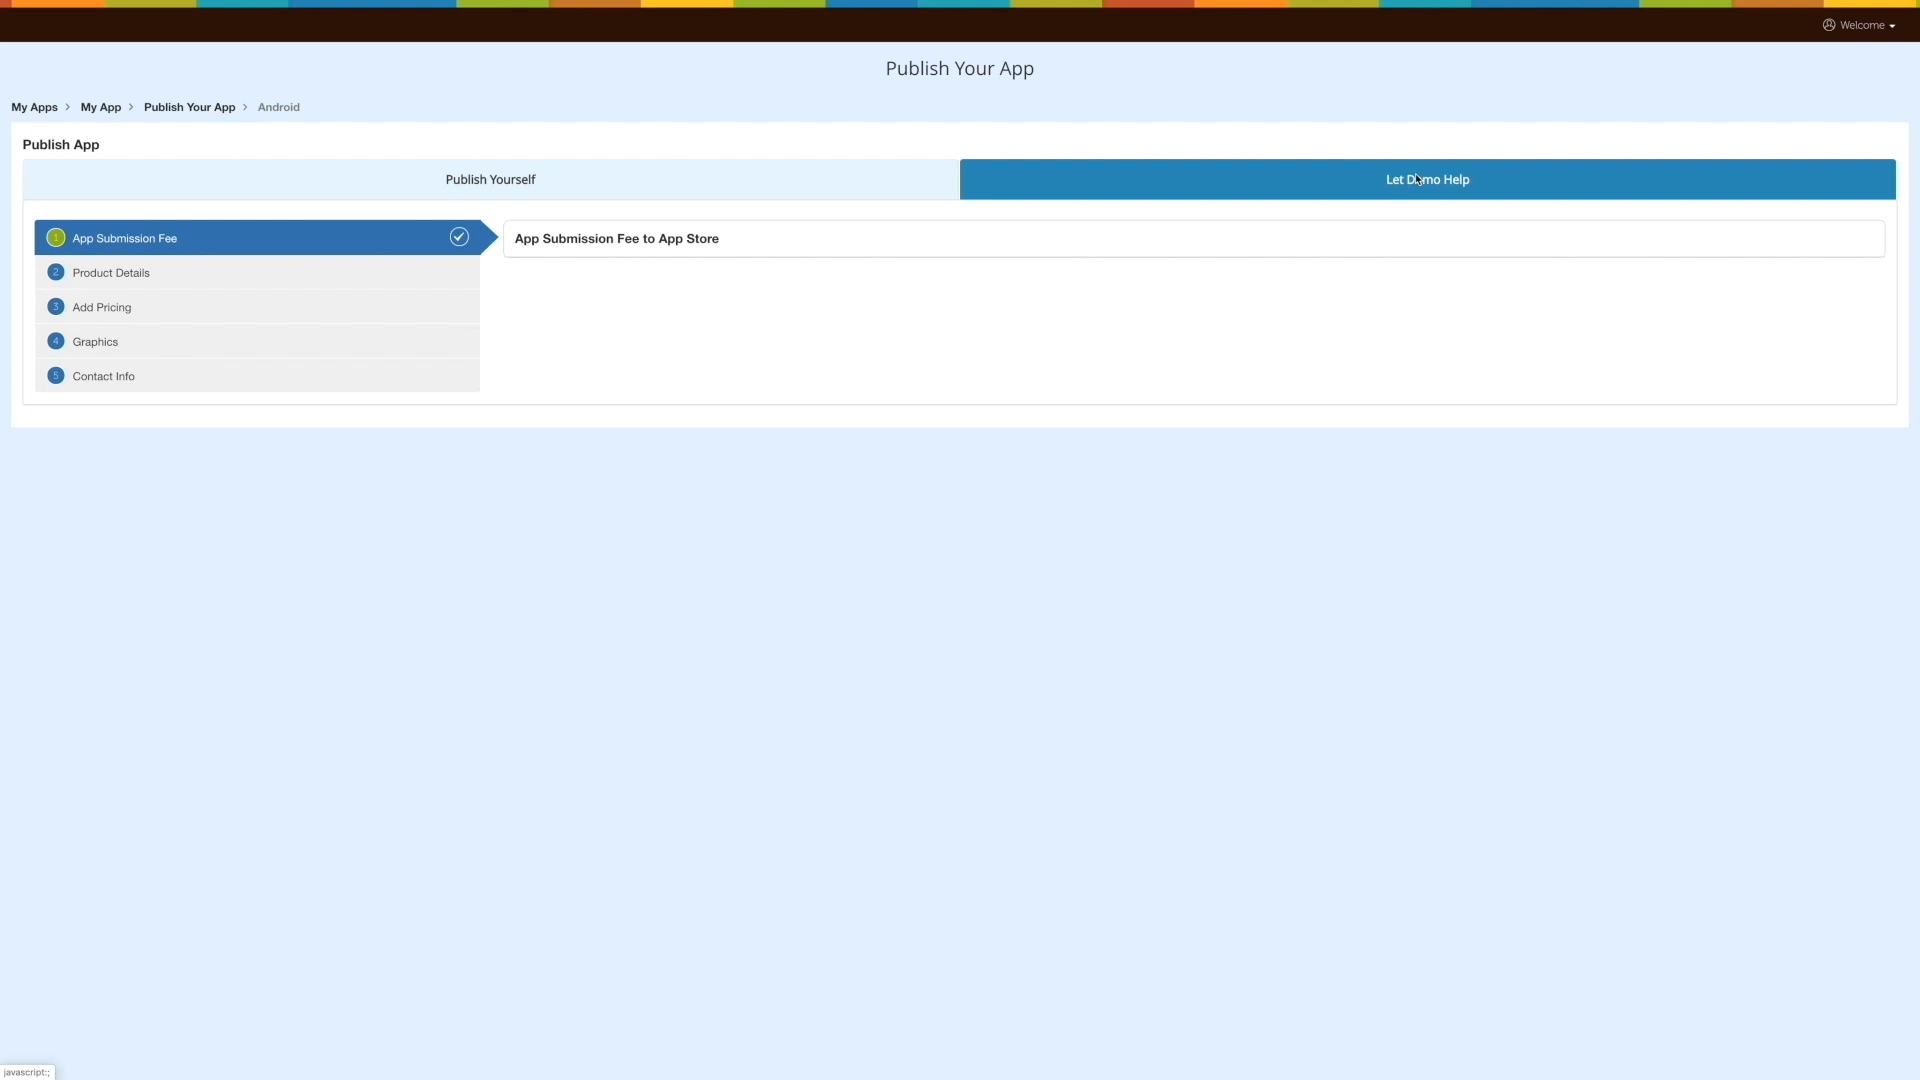 Welcome
Publish Your App
My Apps > My App > Publish Your App > Android
Publish App
Publish Yourself
Let Demo Help
1 App Submission Fee
App Submission Fee to App Store
2 Product Details
3 Add Pricing
4 Graphics
5 Contact Info
javascript:;